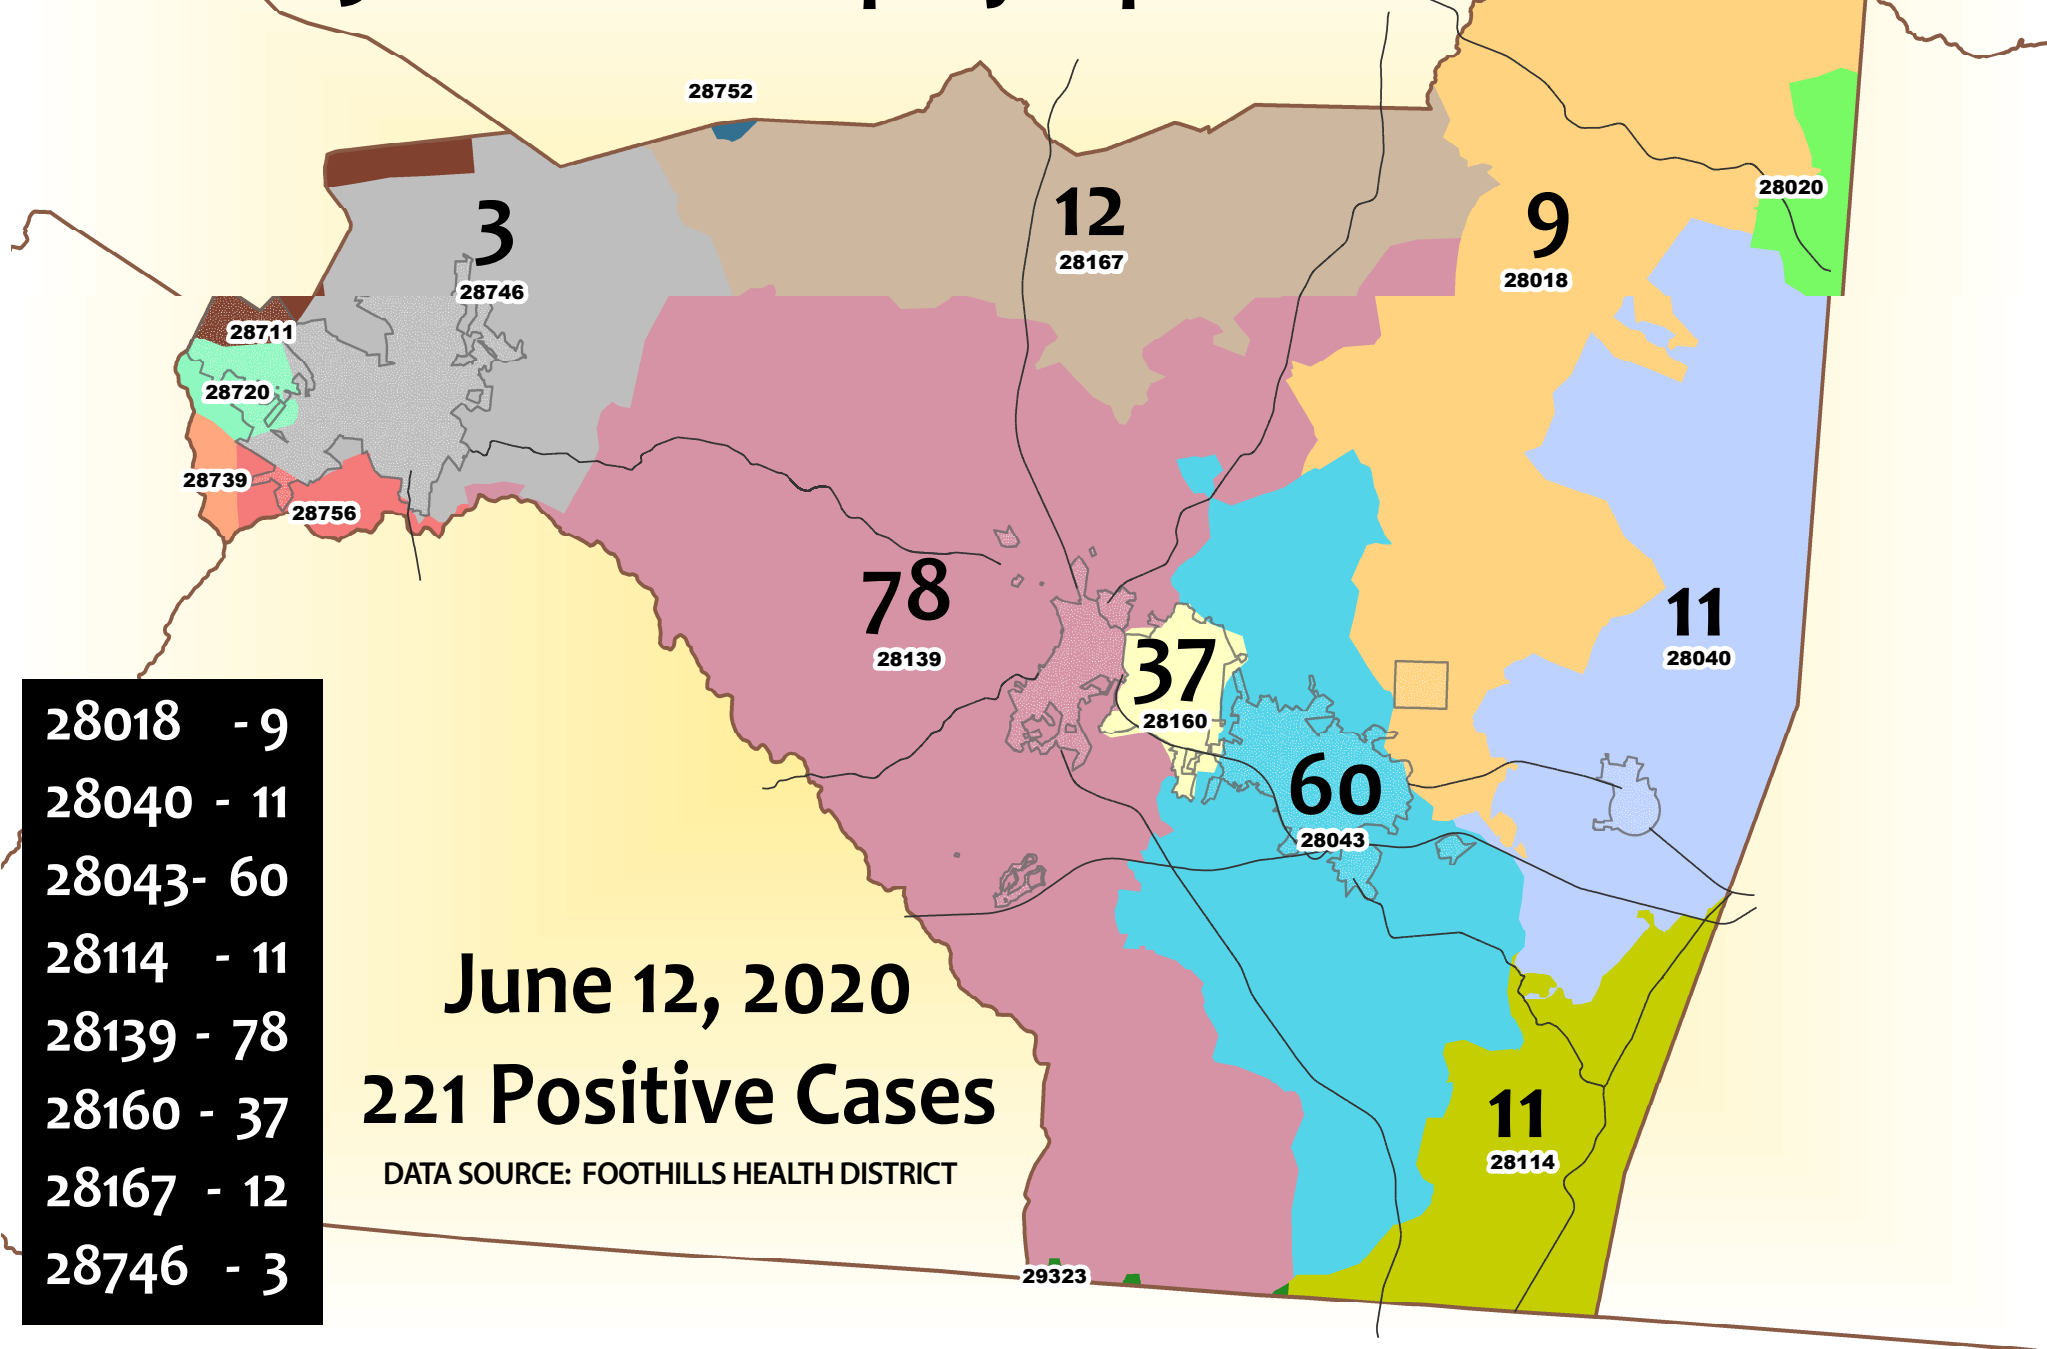 28752
3
28746
12
28167
9
28018
28020
28711
28720
28739
28756
78
28139
37
28160
11
28040
60
28043
28018 - 9
28040 - 11
28043- 60
28114 - 11
28139 - 78
28160 - 37
28167 - 12
28746 - 3
June 12, 2020
221 Positive Cases
DATA SOURCE: FOOTHILLS HEALTH DISTRICT
11
28114
29323